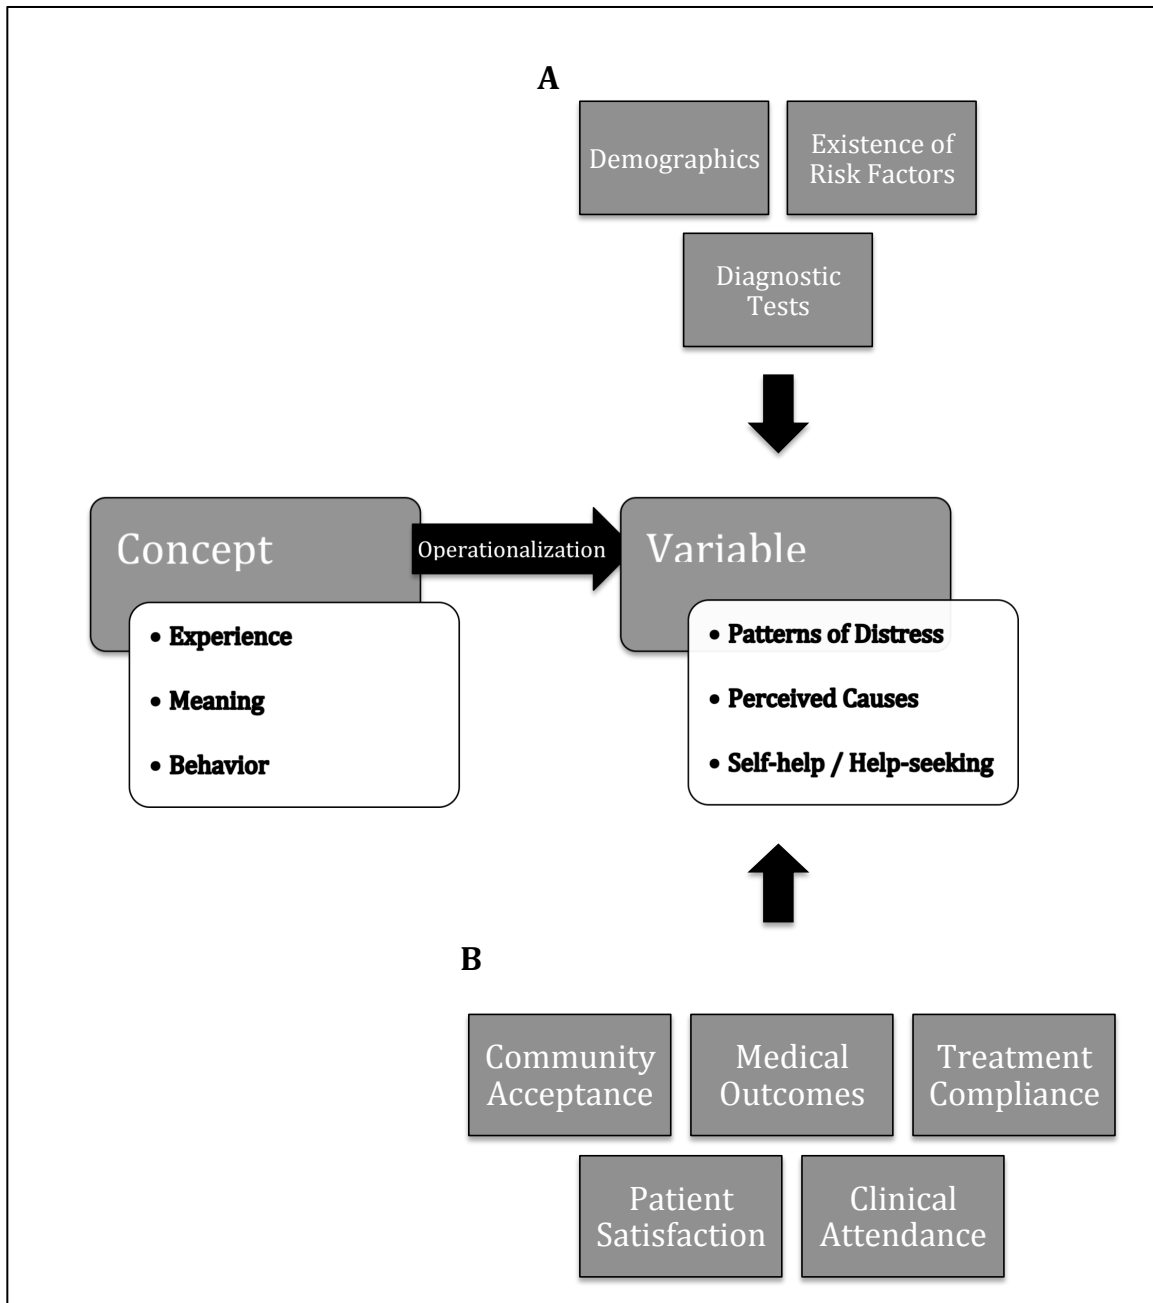 A
Demographics
Existence of
Risk Factors
Diagnostic
Tests
Concept
Operationalization
Variable
• Experience
• Meaning
• Behavior
• Patterns of Distress
• Perceived Causes
• Self-help / Help-seeking
B
Community
Acceptance
Medical
Outcomes
Treatment
Compliance
Patient
Satisfaction
Clinical
Attendance